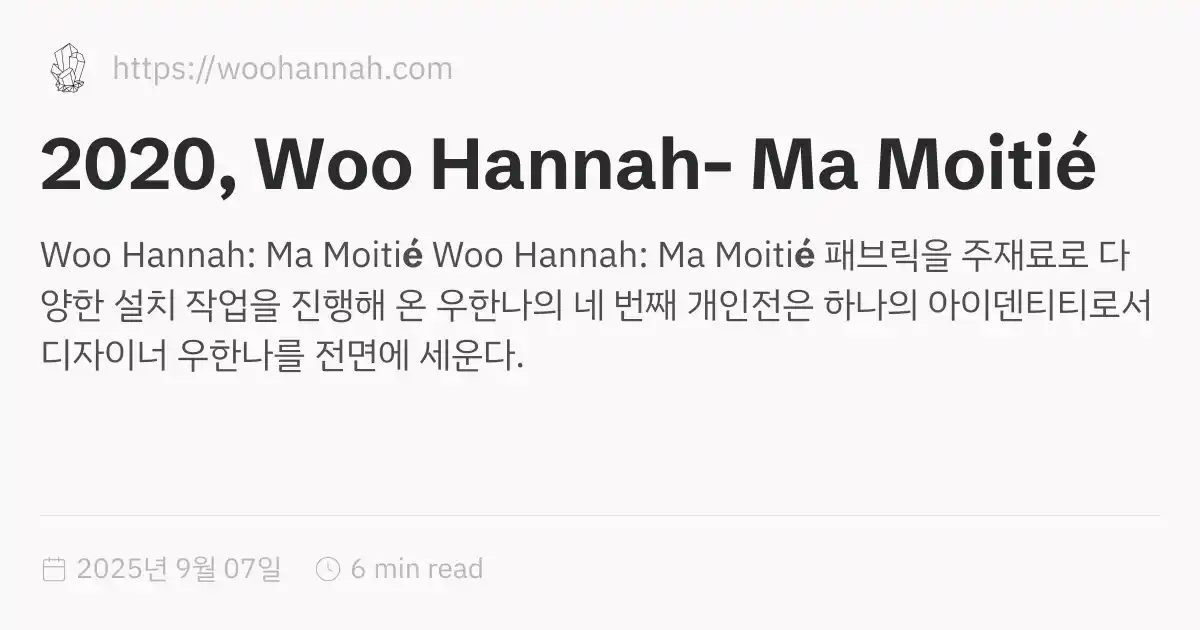 https://woohannah.com
2020, Woo Hannah- Ma Moitié
Woo Hannah: Ma Moitié Woo Hannah: Ma Moitié 패브릭을 주재료로 다
양한 설치 작업을 진행해 온 우한나의 네 번째 개인전은 하나의 아이덴티티로서
디자이너 우한나를 전면에 세운다.
2025년 9월 07일 6 min read